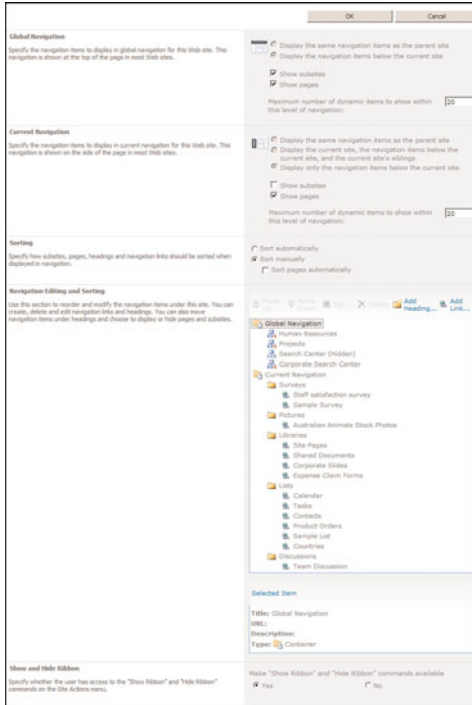 OK Cancel
Global Navigation
Specify the navigation items to display in global navigation for this Web site. This
navigation is shown at the top of the page in most Web sites.
Display the same navigation items as the parent site
Display the navigation items below the current site
Show subsites
Show pages
Maximum number of dynamic items to show within
this level of navigation:
20
Current Navigation
Specify the navigation items to display in current navigation for this Web site. This
navigation is shown on the side of the page in most Web sites.
Display the same navigation items as the parent site
Display the current site, the navigation items below the
current site, and the current site's siblings
Display only the navigation items below the current site
Show subsites
Show pages
Maximum number of dynamic items to show within
this level of navigation:
20
Sorting
Specify how subsites, pages, headings and navigation links should be sorted when
displayed in navigation.
Sort automatically
Sort manually
Sort pages automatically
Navigation Editing and Sorting
Use this section to reorder and modify the navigation items under this site. You can
create, delete and edit navigation links and headings. You can also move
navigation items under headings and choose to display or hide pages and subsites.
Move Up Move Down Edit... Delete Add Heading... Add Link...
Global Navigation
Human Resources
Projects
Search Center (Hidden)
Corporate Search Center
Current Navigation
Surveys
Staff satisfaction survey
Sample Survey
Pictures
Australian Animals Stock Photos
Libraries
Site Pages
Shared Documents
Corporate Slides
Expense Claim Forms
Lists
Calendar
Tasks
Contacts
Product Orders
Sample List
Countries
Discussions
Team Discussion
Selected Item
Title: Global Navigation
URL:
Description:
Type: Container
Show and Hide Ribbon
Specify whether the user has access to the "Show Ribbon" and "Hide Ribbon"
commands on the Site Actions menu.
Make "Show Ribbon" and "Hide Ribbon" commands available
Yes No